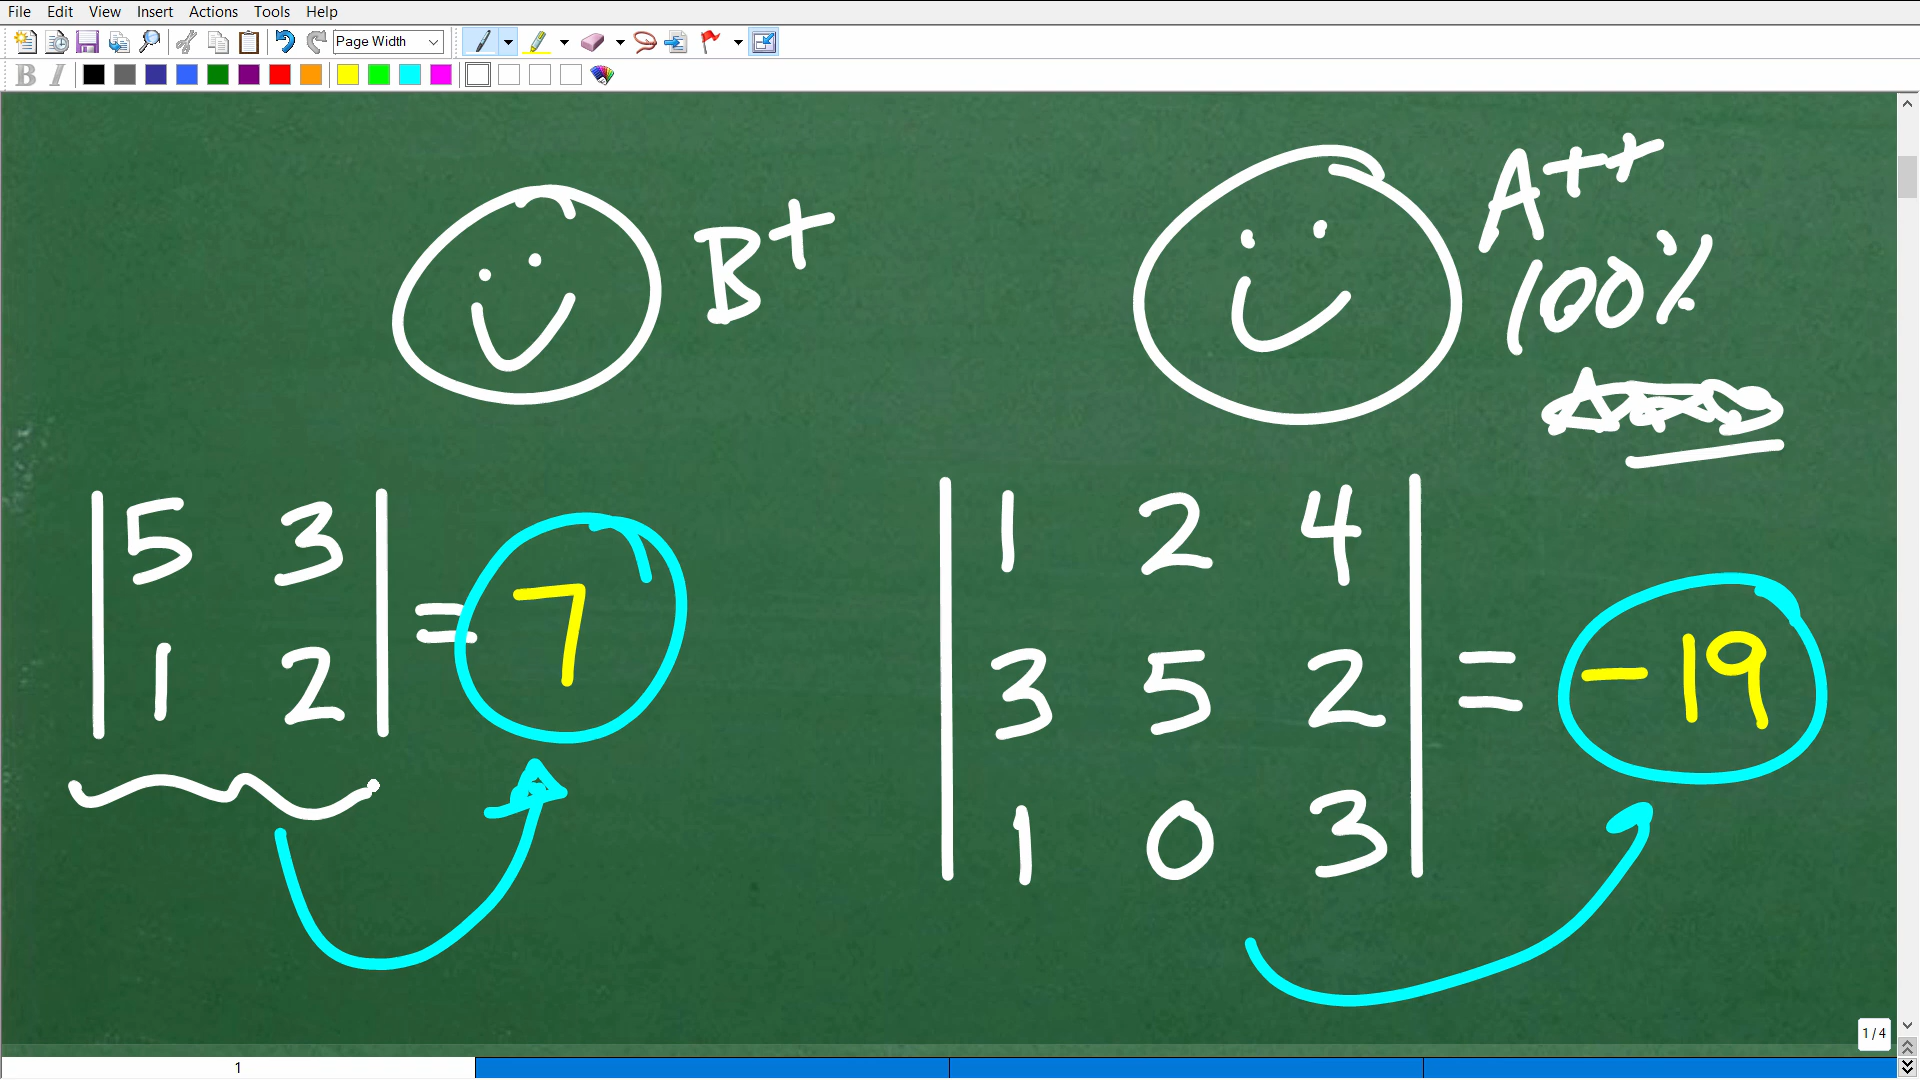 File Edit View Insert Actions Tools Help
Page Width
B I
B+
A++
100%
5 3
1 2
= 7
1 2 4
3 5 2
1 0 3
= -19
1 / 4
1